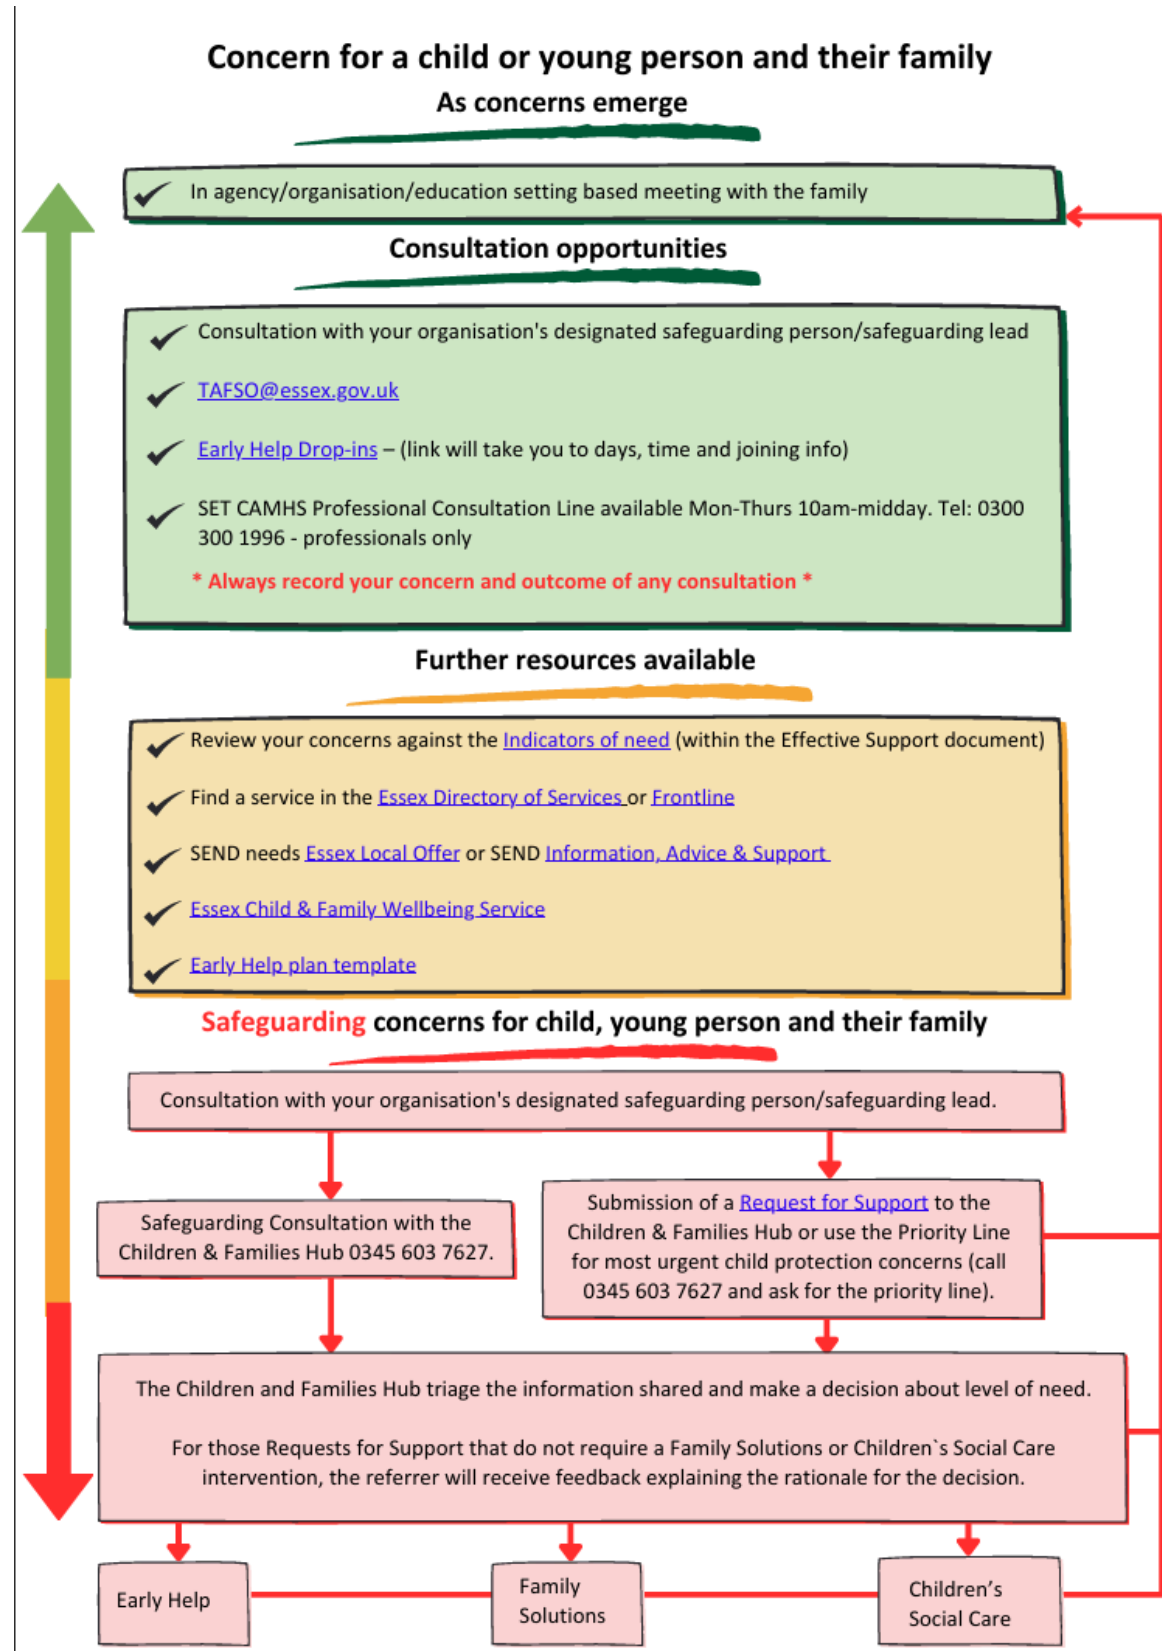 Concern for a child or young person and their family
As concerns emerge
In agency/organisation/education setting based meeting with the family
Consultation opportunities
Consultation with your organisation's designated safeguarding person/safeguarding lead
TAFSO@essex.gov.uk
Early Help Drop-ins – (link will take you to days, time and joining info)
SET CAMHS Professional Consultation Line available Mon-Thurs 10am-midday. Tel: 0300
300 1996 - professionals only
* Always record your concern and outcome of any consultation *
Further resources available
Review your concerns against the Indicators of need (within the Effective Support document)
Find a service in the Essex Directory of Services or Frontline
SEND needs Essex Local Offer or SEND Information, Advice & Support
Essex Child & Family Wellbeing Service
Early Help plan template
Safeguarding concerns for child, young person and their family
Consultation with your organisation's designated safeguarding person/safeguarding lead.
Safeguarding Consultation with the
Children & Families Hub 0345 603 7627.
Submission of a Request for Support to the
Children & Families Hub or use the Priority Line
for most urgent child protection concerns (call
0345 603 7627 and ask for the priority line).
The Children and Families Hub triage the information shared and make a decision about level of need.
For those Requests for Support that do not require a Family Solutions or Children`s Social Care
intervention, the referrer will receive feedback explaining the rationale for the decision.
Early Help
Family
Solutions
Children’s
Social Care